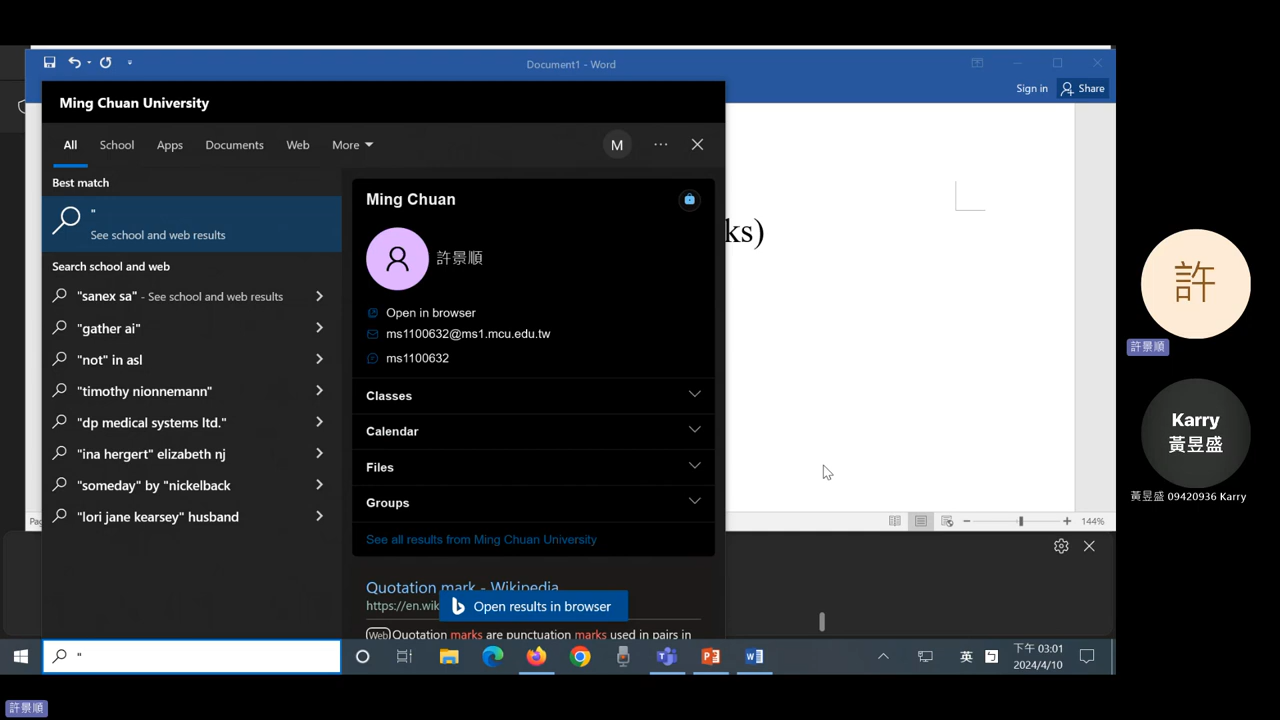 Document1 - Word
Sign in
Share
Ming Chuan University
All
School
Apps
Documents
Web
More
M
Best match
"
See school and web results
Search school and web
"sanex sa" - See school and web results
"gather ai"
"not" in asl
"timothy nionnemann"
"dp medical systems ltd."
"ina hergert" elizabeth nj
"someday" by "nickelback
"lori jane kearsey" husband
Ming Chuan
許景順
Open in browser
ms1100632@ms1.mcu.edu.tw
ms1100632
Classes
Calendar
Files
Groups
See all results from Ming Chuan University
Quotation mark - Wikipedia
https://en.wik
Open results in browser
Web Quotation marks are punctuation marks used in pairs in
ks)
許
許景順
Karry
黃昱盛
黃昱盛 09420936 Karry
Pag
144%
"
英
下午 03:01
2024/4/10
許景順